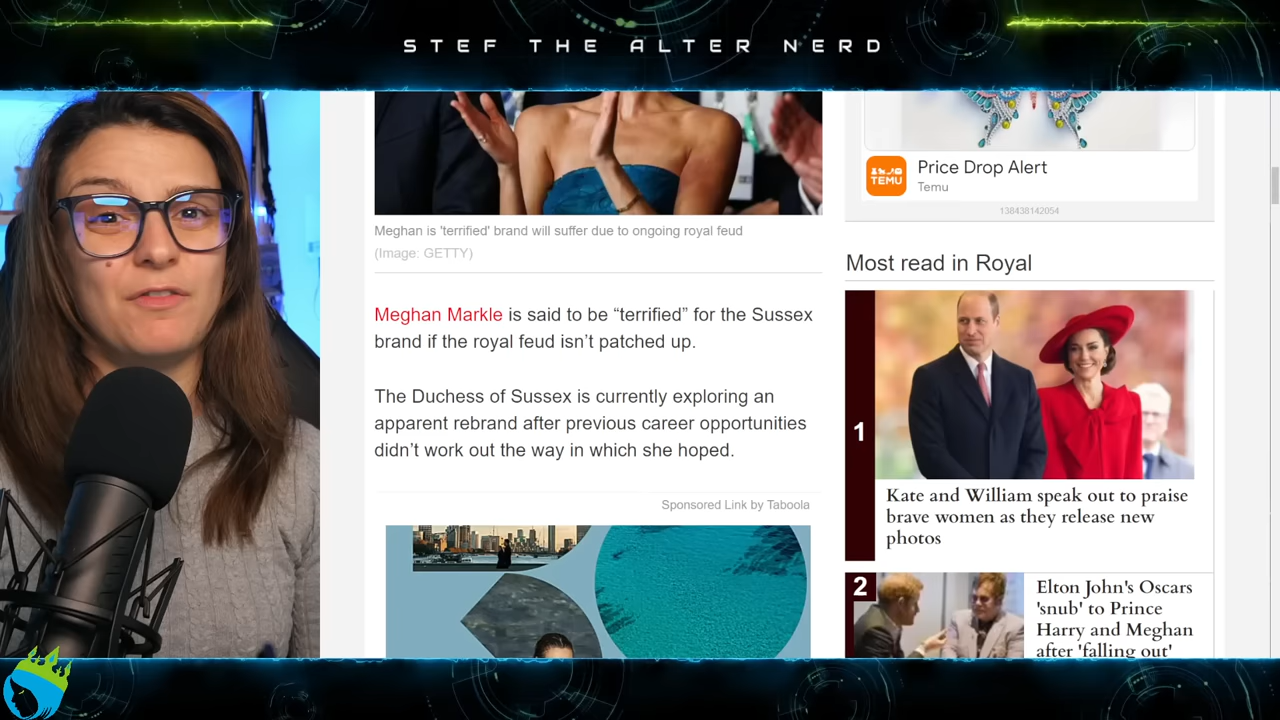 STEF THE ALTER NERD
Meghan is 'terrified' brand will suffer due to ongoing royal feud
(Image: GETTY)
Meghan Markle is said to be “terrified” for the Sussex
brand if the royal feud isn’t patched up.
The Duchess of Sussex is currently exploring an
apparent rebrand after previous career opportunities
didn’t work out the way in which she hoped.
Sponsored Link by Taboola
TEMU
Price Drop Alert
Temu
138438142054
Most read in Royal
1
Kate and William speak out to praise
brave women as they release new
photos
2
Elton John's Oscars
'snub' to Prince
Harry and Meghan
after 'falling out'